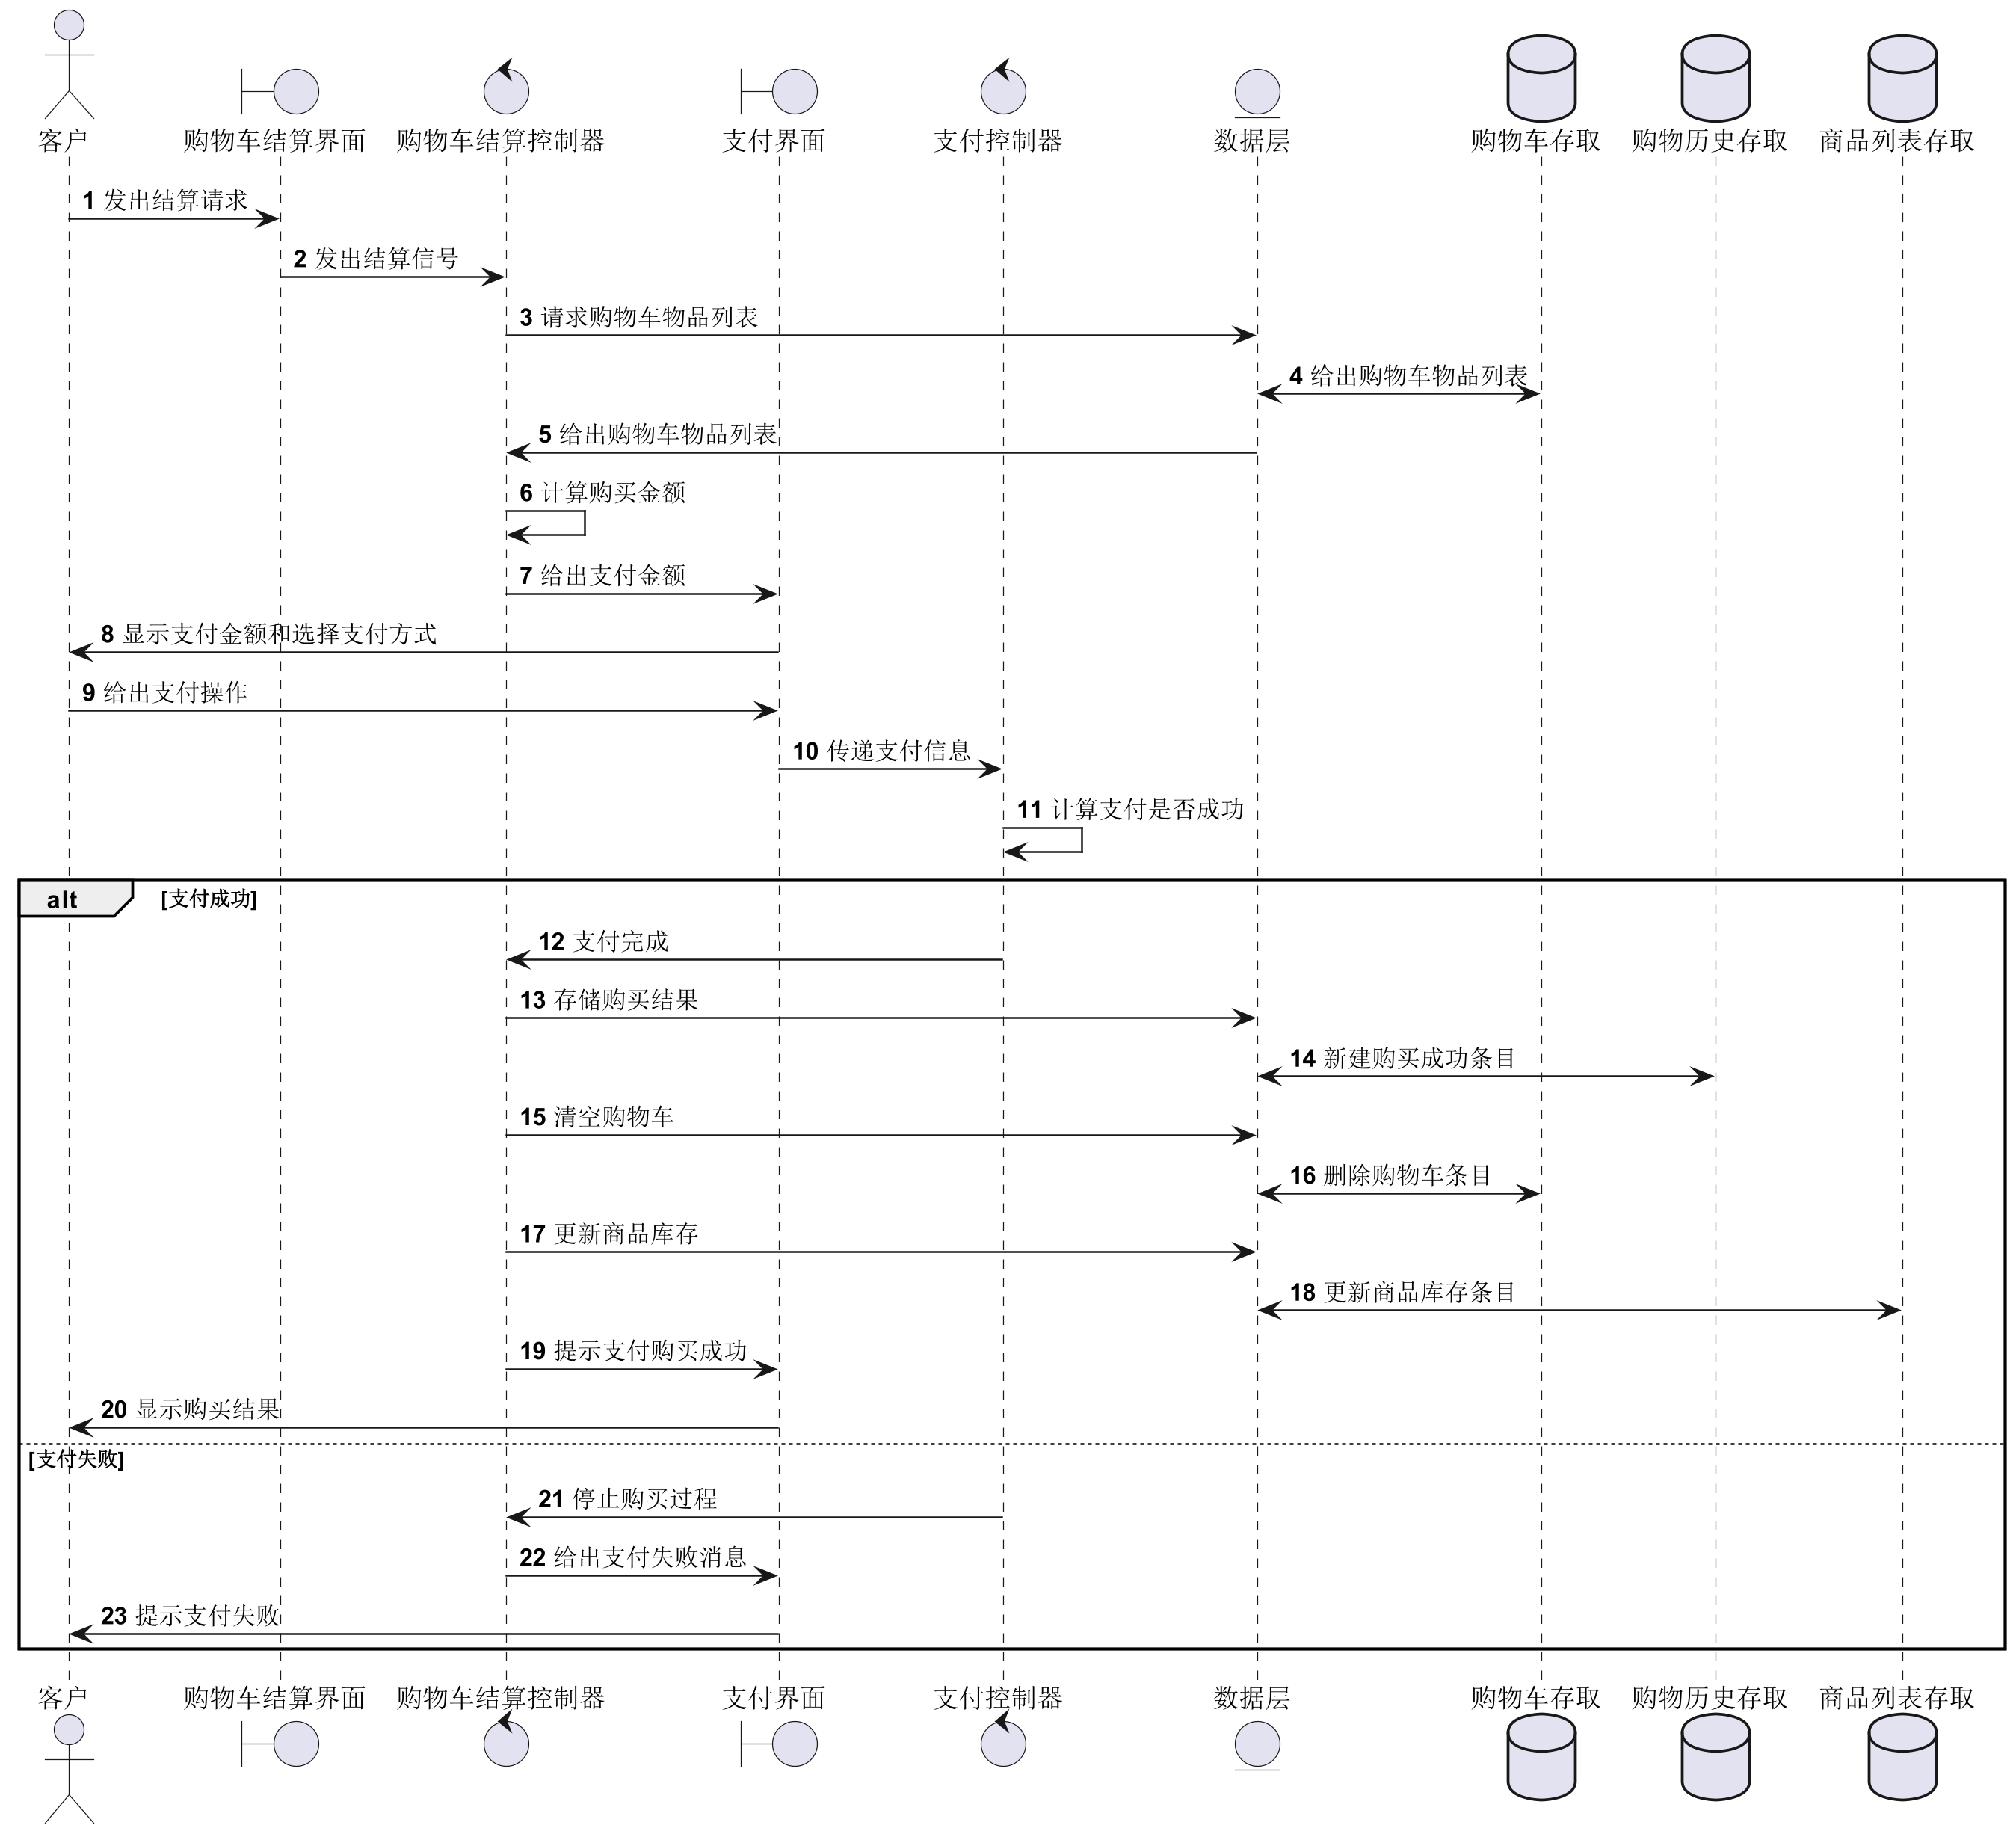 客户 购物车结算界面 购物车结算控制器 支付界面 支付控制器 数据层 购物车存取 购物历史存取 商品列表存取
1 发出结算请求
2 发出结算信号
3 请求购物车物品列表
4 给出购物车物品列表
5 给出购物车物品列表
6 计算购买金额
7 给出支付金额
8 显示支付金额和选择支付方式
9 给出支付操作
10 传递支付信息
11 计算支付是否成功
alt [支付成功]
12 支付完成
13 存储购买结果
14 新建购买成功条目
15 清空购物车
16 删除购物车条目
17 更新商品库存
18 更新商品库存条目
19 提示支付购买成功
20 显示购买结果
[支付失败]
21 停止购买过程
22 给出支付失败消息
23 提示支付失败
客户 购物车结算界面 购物车结算控制器 支付界面 支付控制器 数据层 购物车存取 购物历史存取 商品列表存取